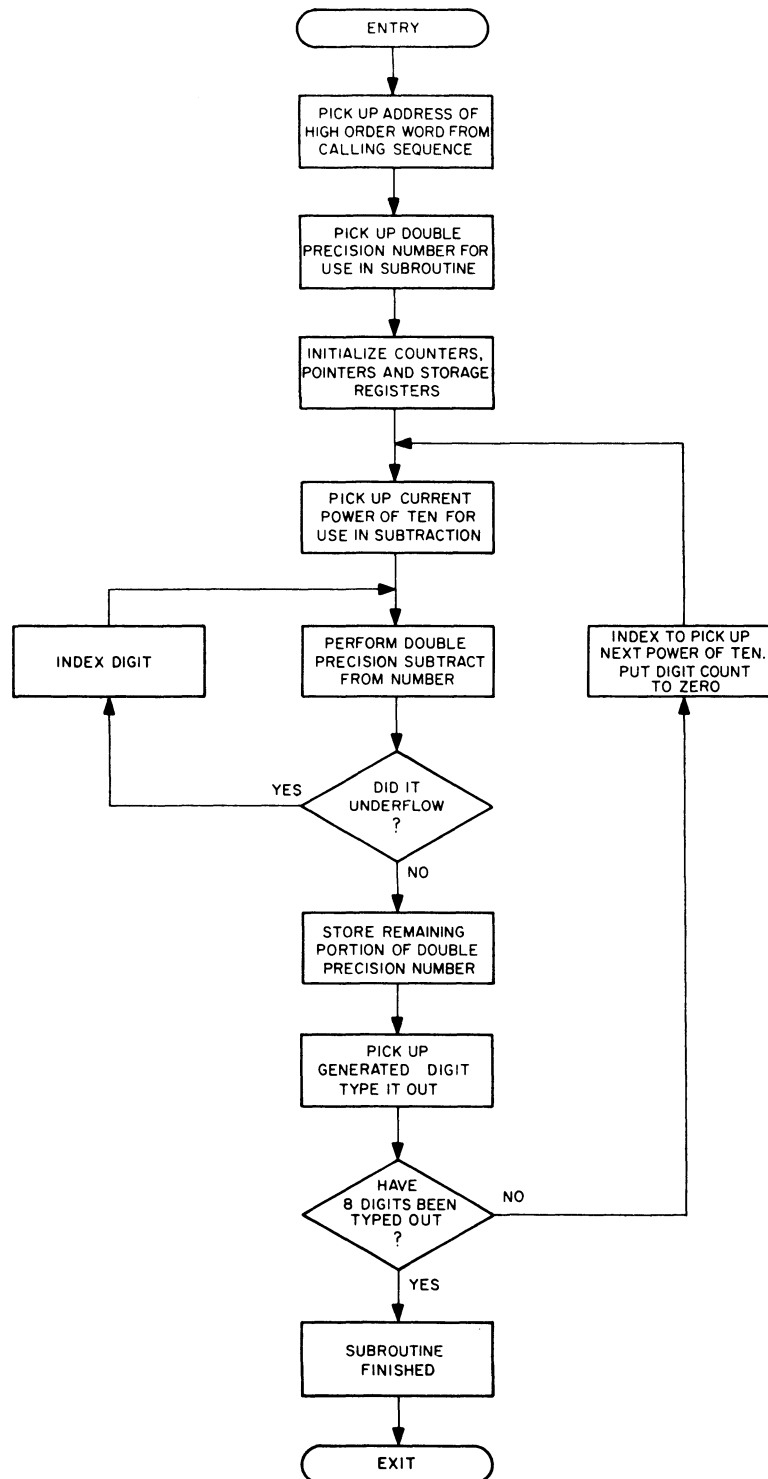 ENTRY
PICK UP ADDRESS OF
HIGH ORDER WORD FROM
CALLING SEQUENCE
PICK UP DOUBLE
PRECISION NUMBER FOR
USE IN SUBROUTINE
INITIALIZE COUNTERS,
POINTERS AND STORAGE
REGISTERS
PICK UP CURRENT
POWER OF TEN FOR
USE IN SUBTRACTION
INDEX DIGIT
PERFORM DOUBLE
PRECISION SUBTRACT
FROM NUMBER
INDEX TO PICK UP
NEXT POWER OF TEN.
PUT DIGIT COUNT
TO ZERO
YES
DID IT
UNDERFLOW
?
NO
STORE REMAINING
PORTION OF DOUBLE
PRECISION NUMBER
PICK UP
GENERATED DIGIT
TYPE IT OUT
HAVE
8 DIGITS BEEN
TYPED OUT
?
NO
YES
SUBROUTINE
FINISHED
EXIT